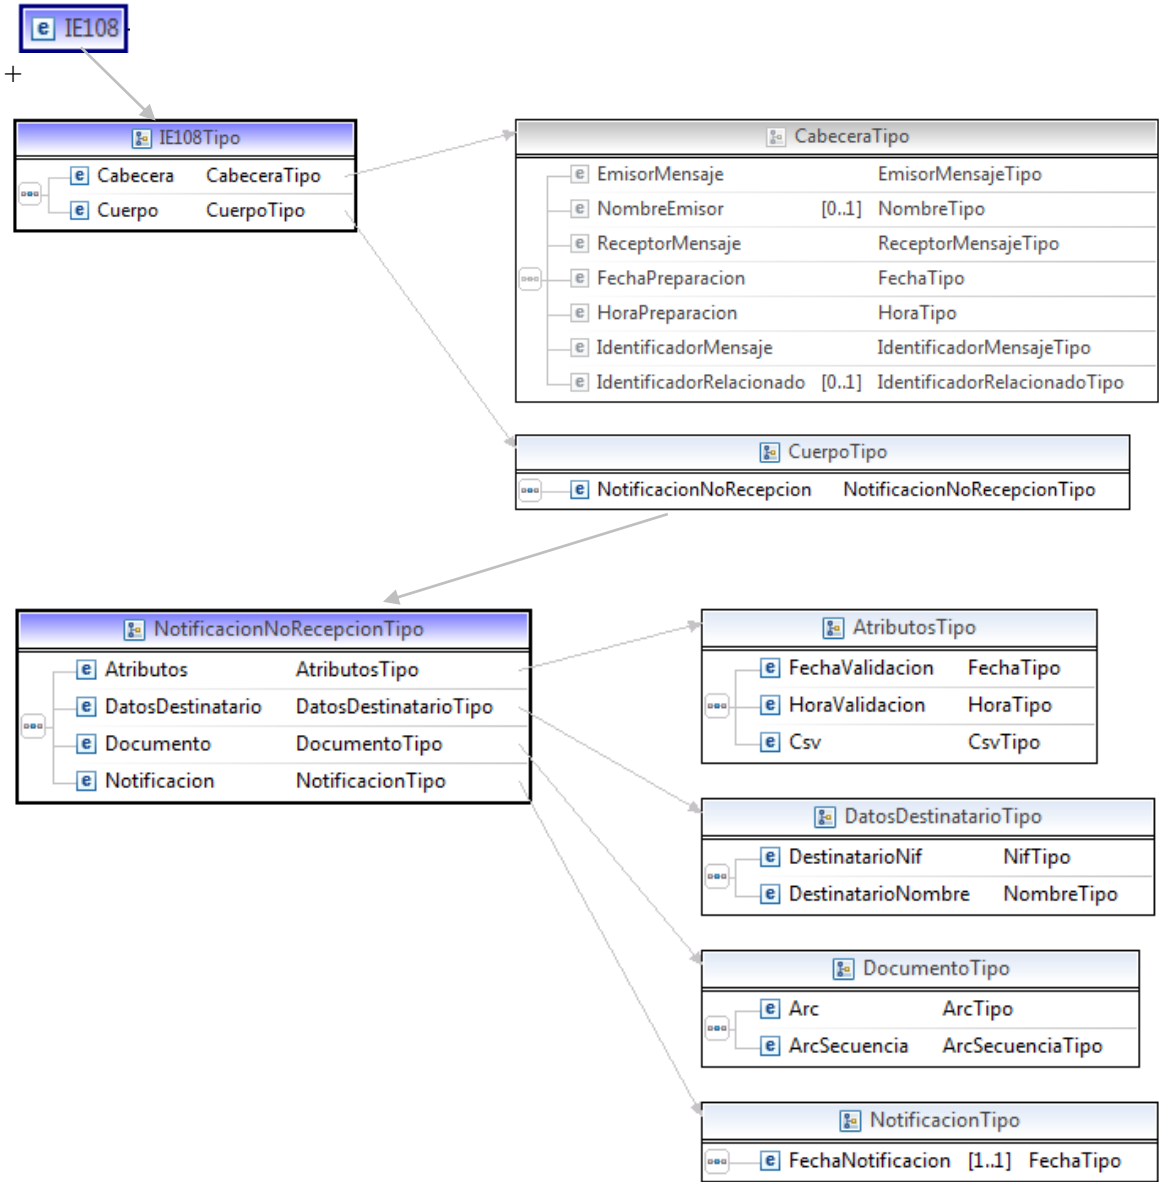 IE108
+
IE108Tipo
Cabecera CabeceraTipo
Cuerpo CuerpoTipo
CabeceraTipo
EmisorMensaje EmisorMensajeTipo
NombreEmisor [0..1] NombreTipo
ReceptorMensaje ReceptorMensajeTipo
FechaPreparacion FechaTipo
HoraPreparacion HoraTipo
IdentificadorMensaje IdentificadorMensajeTipo
IdentificadorRelacionado [0..1] IdentificadorRelacionadoTipo
CuerpoTipo
NotificacionNoRecepcion NotificacionNoRecepcionTipo
NotificacionNoRecepcionTipo
Atributos AtributosTipo
DatosDestinatario DatosDestinatarioTipo
Documento DocumentoTipo
Notificacion NotificacionTipo
AtributosTipo
FechaValidacion FechaTipo
HoraValidacion HoraTipo
Csv CsvTipo
DatosDestinatarioTipo
DestinatarioNif NifTipo
DestinatarioNombre NombreTipo
DocumentoTipo
Arc ArcTipo
ArcSecuencia ArcSecuenciaTipo
NotificacionTipo
FechaNotificacion [1..1] FechaTipo